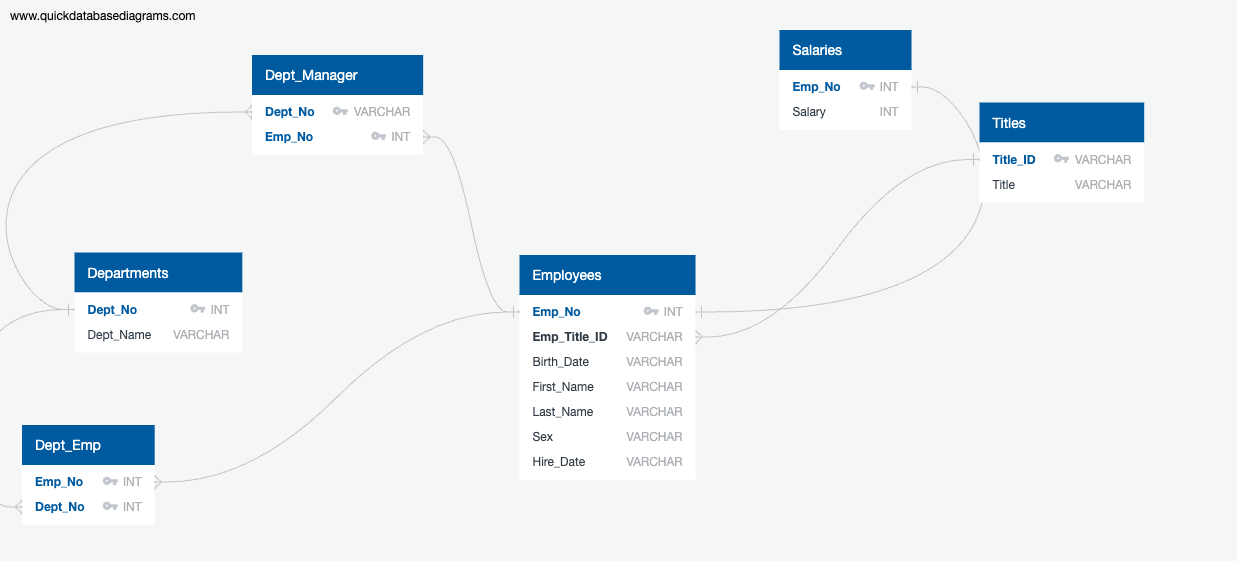 www.quickdatabasediagrams.com
Dept_Manager
Dept_No VARCHAR
Emp_No INT
Salaries
Emp_No INT
Salary INT
Titles
Title_ID VARCHAR
Title VARCHAR
Departments
Dept_No INT
Dept_Name VARCHAR
Employees
Emp_No INT
Emp_Title_ID VARCHAR
Birth_Date VARCHAR
First_Name VARCHAR
Last_Name VARCHAR
Sex VARCHAR
Hire_Date VARCHAR
Dept_Emp
Emp_No INT
Dept_No INT